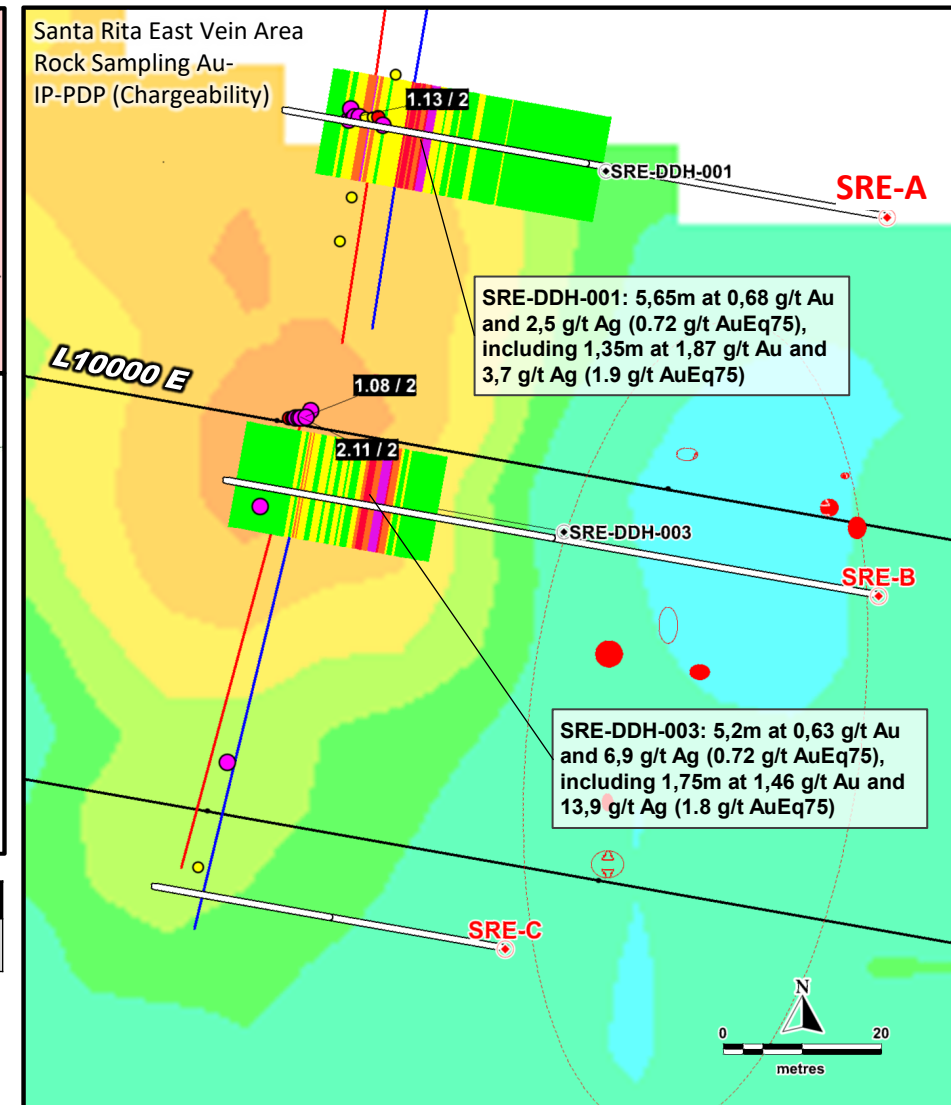 Santa Rita East Vein Area
Rock Sampling Au-
IP-PDP (Chargeability)
1.13 / 2
SRE-DDH-001
SRE-A
SRE-DDH-001: 5,65m at 0,68 g/t Au
and 2,5 g/t Ag (0.72 g/t AuEq75),
including 1,35m at 1,87 g/t Au and
3,7 g/t Ag (1.9 g/t AuEq75)
L10000 E
1.08 / 2
2.11 / 2
SRE-DDH-003
SRE-B
SRE-DDH-003: 5,2m at 0,63 g/t Au
and 6,9 g/t Ag (0.72 g/t AuEq75),
including 1,75m at 1,46 g/t Au and
13,9 g/t Ag (1.8 g/t AuEq75)
SRE-C
N
0 20
metres